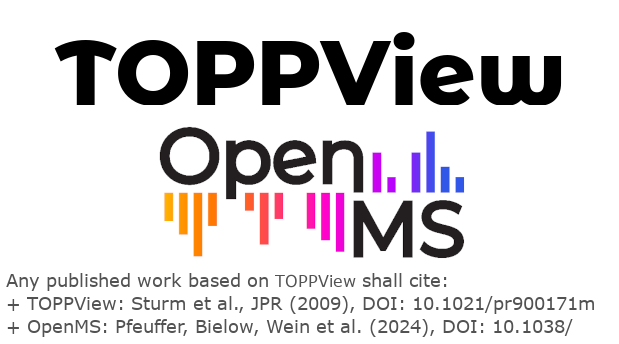 TOPPView
Open
MS
Any published work based on TOPPView shall cite:
+ TOPPView: Sturm et al., JPR (2009), DOI: 10.1021/pr900171m
+ OpenMS: Pfeuffer, Bielow, Wein et al. (2024), DOI: 10.1038/